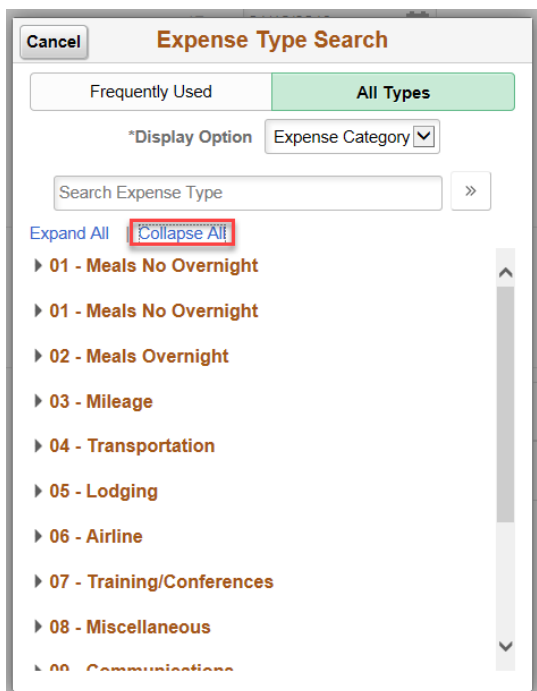 Cancel Expense Type Search
Frequently Used All Types
*Display Option Expense Category
Search Expense Type »
Expand All | Collapse All
01 - Meals No Overnight
01 - Meals No Overnight
02 - Meals Overnight
03 - Mileage
04 - Transportation
05 - Lodging
06 - Airline
07 - Training/Conferences
08 - Miscellaneous
09 - Communications